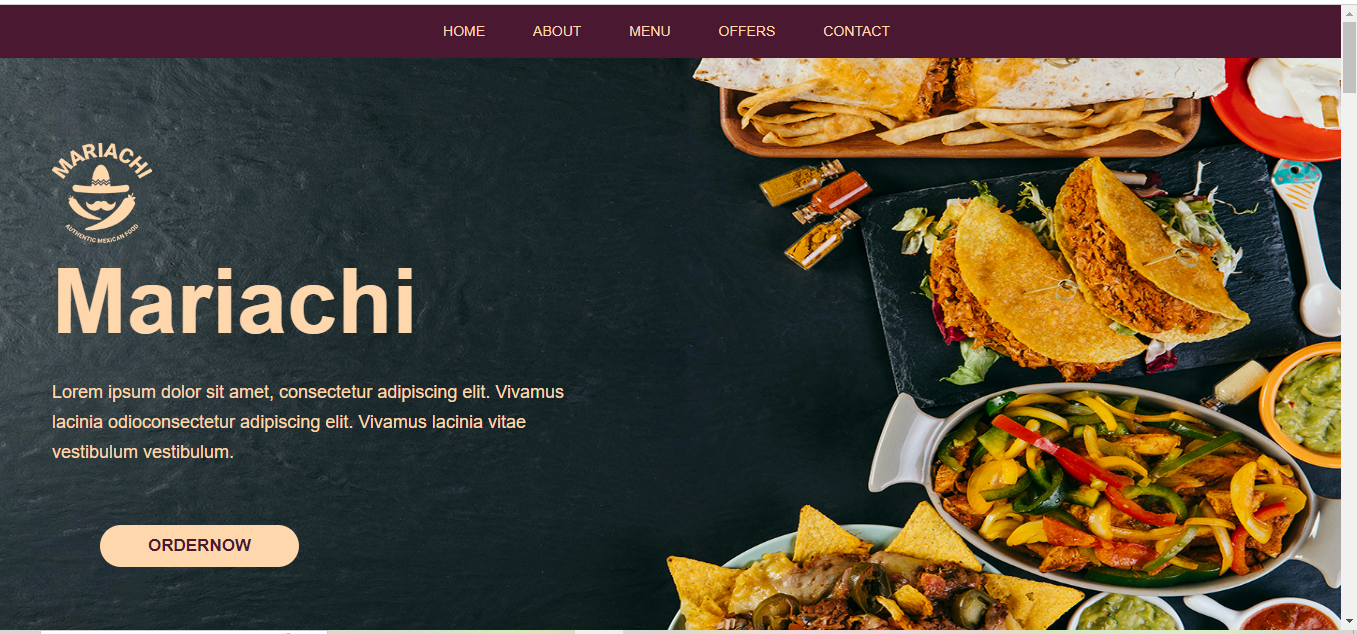 HOME ABOUT MENU OFFERS CONTACT
MARIACHI
AUTHENTIC MEXICAN FOOD
Mariachi
Lorem ipsum dolor sit amet, consectetur adipiscing elit. Vivamus
lacinia odioconsectetur adipiscing elit. Vivamus lacinia vitae
vestibulum vestibulum.
ORDERNOW